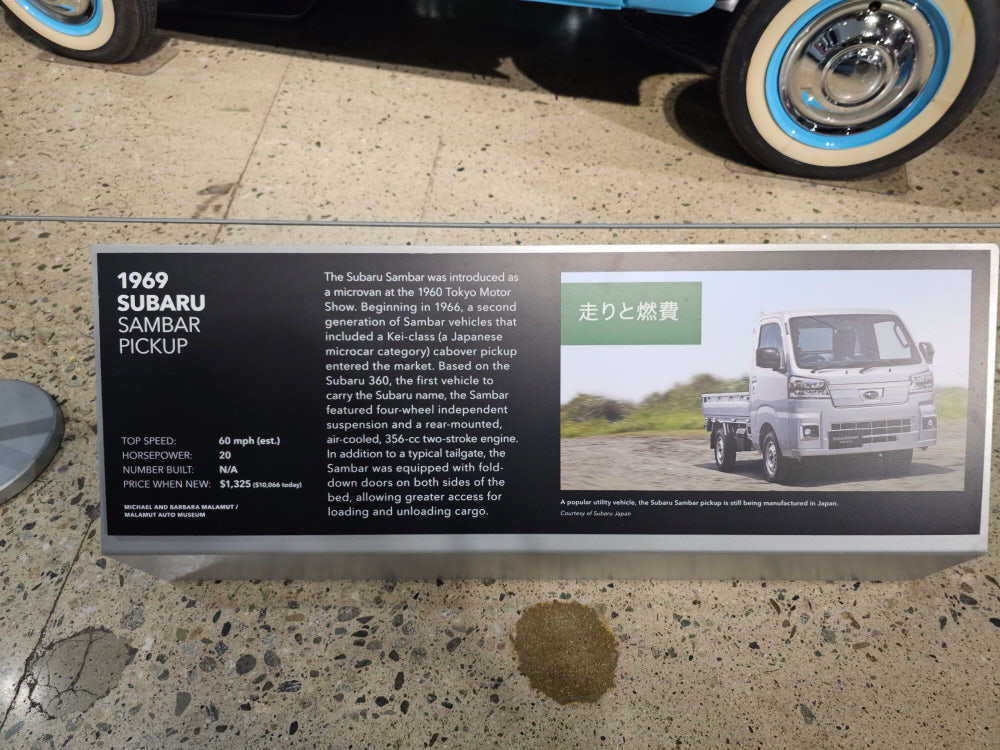 1969
SUBARU
SAMBAR
PICKUP
TOP SPEED: 60 mph (est.)
HORSEPOWER: 20
NUMBER BUILT: N/A
PRICE WHEN NEW: $1,325 ($10,066 today)
MICHAEL AND BARBARA MALAMUT /
MALAMUT AUTO MUSEUM
The Subaru Sambar was introduced as
a microvan at the 1960 Tokyo Motor
Show. Beginning in 1966, a second
generation of Sambar vehicles that
included a Kei-class (a Japanese
microcar category) cabover pickup
entered the market. Based on the
Subaru 360, the first vehicle to
carry the Subaru name, the Sambar
featured four-wheel independent
suspension and a rear-mounted,
air-cooled, 356-cc two-stroke engine.
In addition to a typical tailgate, the
Sambar was equipped with fold-
down doors on both sides of the
bed, allowing greater access for
loading and unloading cargo.
走りと燃費
SAMBAR
TRUCK
A popular utility vehicle, the Subaru Sambar pickup is still being manufactured in Japan.
Courtesy of Subaru Japan